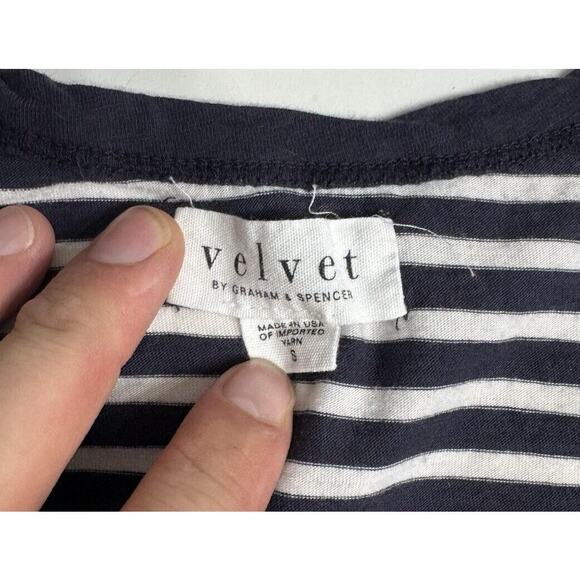 velvet
BY GRAHAM & SPENCER
MADE IN USA
OF IMPORTED
YARN
S